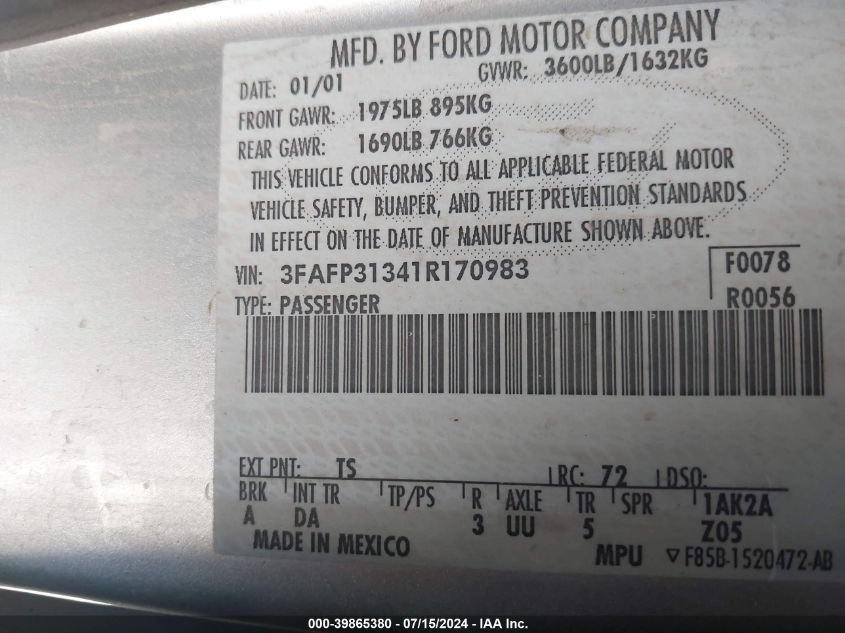 MFD. BY FORD MOTOR COMPANY
DATE: 01/01 GVWR: 3600LB/1632KG
FRONT GAWR: 1975LB 895KG
REAR GAWR: 1690LB 766KG
THIS VEHICLE CONFORMS TO ALL APPLICABLE FEDERAL MOTOR
VEHICLE SAFETY, BUMPER, AND THEFT PREVENTION STANDARDS
IN EFFECT ON THE DATE OF MANUFACTURE SHOWN ABOVE.
VIN: 3FAFP31341R170983 F0078
TYPE: PASSENGER R0056
EXT PNT: TS RC: 72 DSO:
BRK INT TR TP/PS R AXLE TR SPR 1AK2A
A DA 3 UU 5 Z05
MADE IN MEXICO MPU ▽F85B-1520472-AB
000-39865380 / 07/15/2024 - IAA Inc.